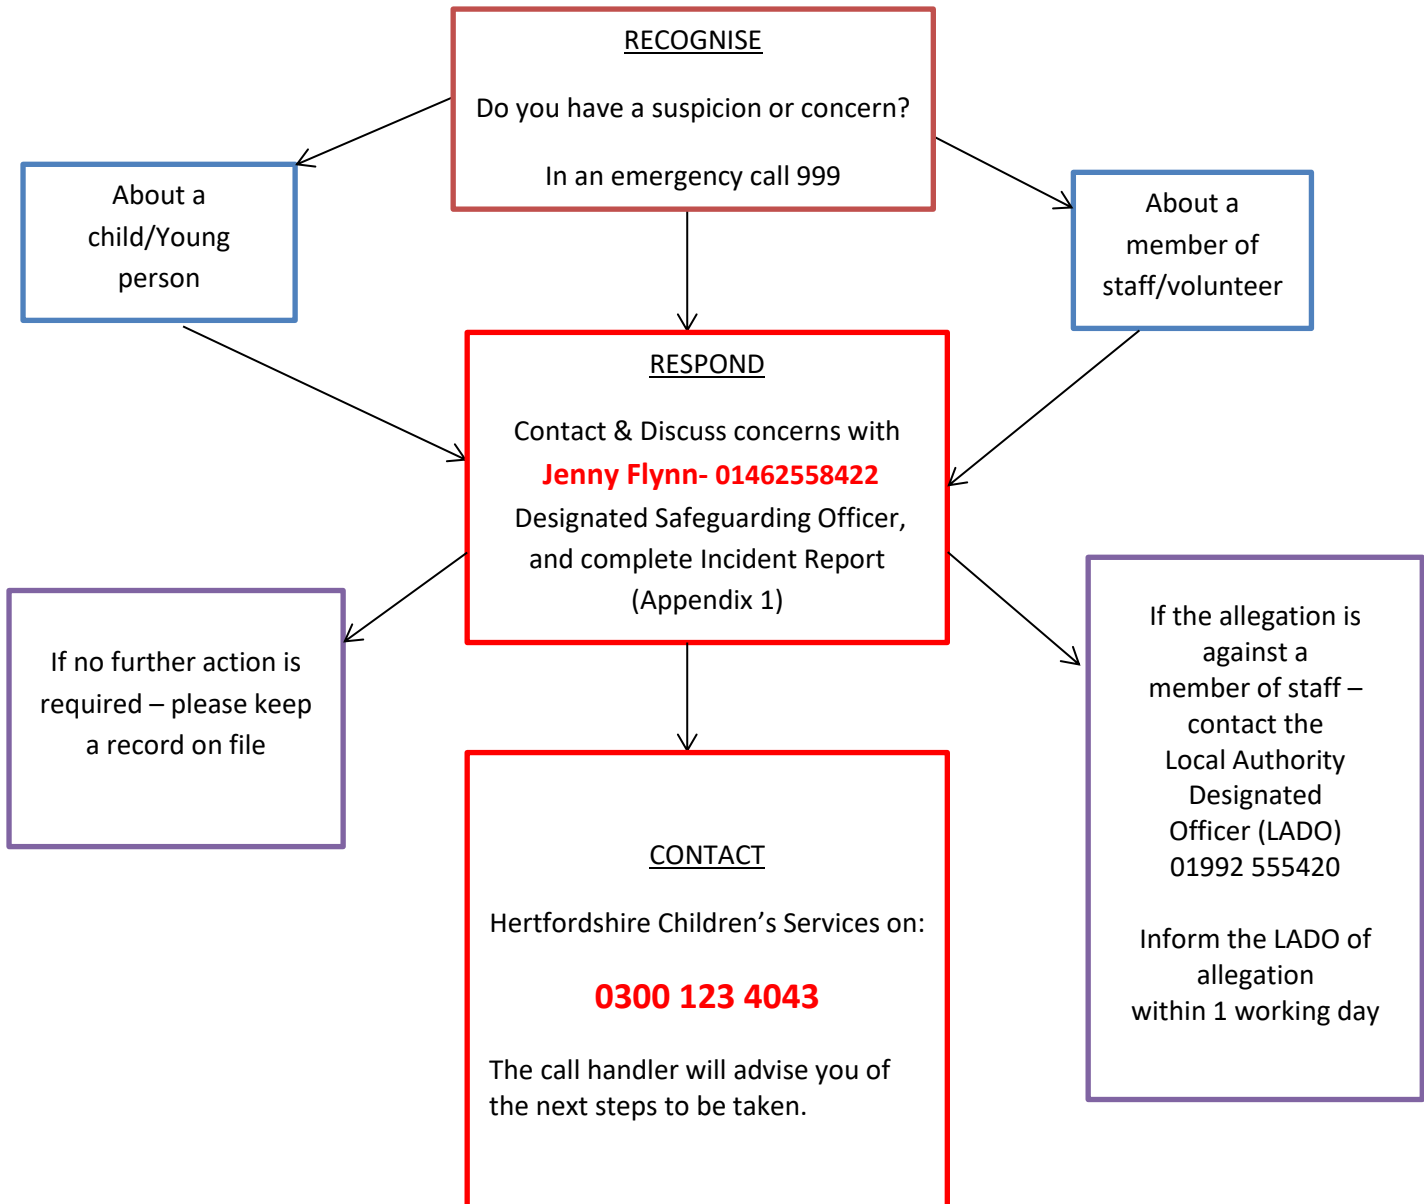 RECOGNISE
Do you have a suspicion or concern?
In an emergency call 999
About a
child/Young
person
About a
member of
staff/volunteer
RESPOND
Contact & Discuss concerns with
Jenny Flynn- 01462558422
Designated Safeguarding Officer,
and complete Incident Report
(Appendix 1)
If no further action is
required – please keep
a record on file
If the allegation is
against a
member of staff –
contact the
Local Authority
Designated
Officer (LADO)
01992 555420
Inform the LADO of
allegation
within 1 working day
CONTACT
Hertfordshire Children’s Services on:
0300 123 4043
The call handler will advise you of
the next steps to be taken.